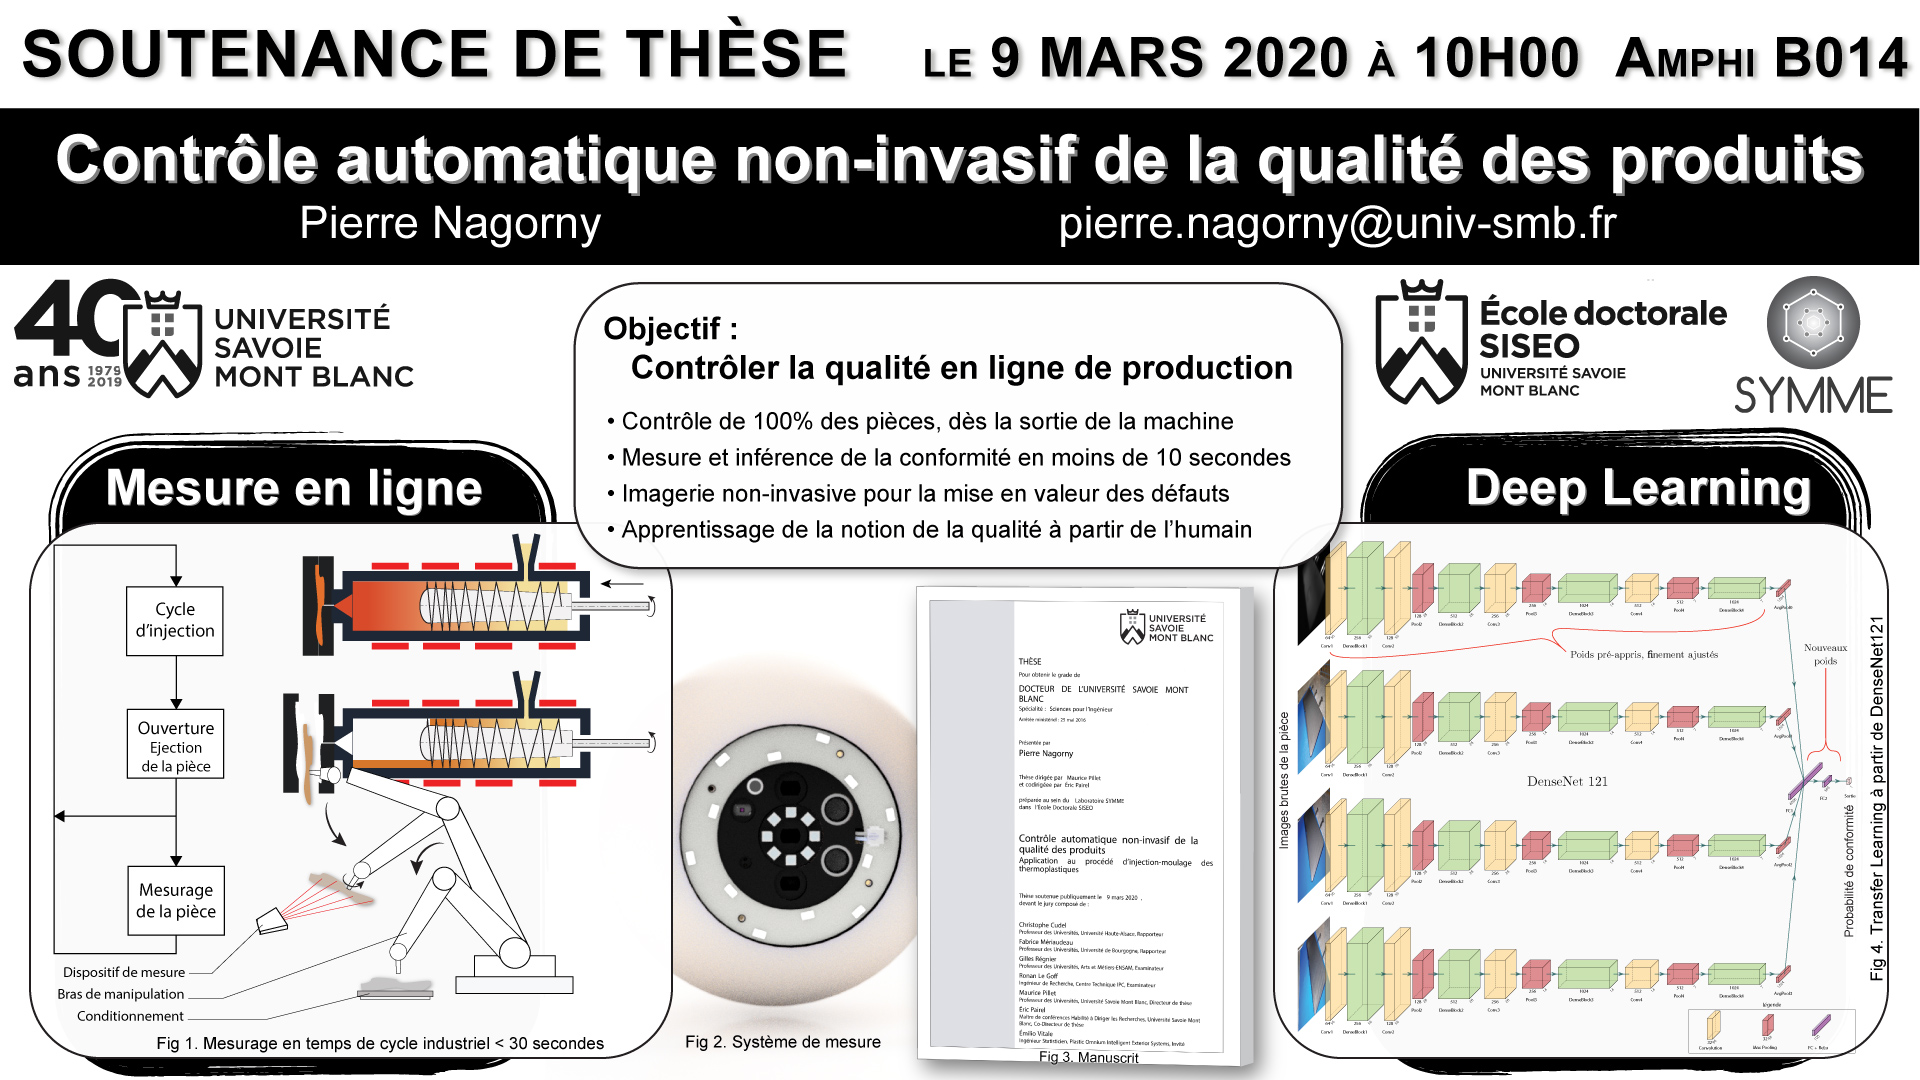 SOUTENANCE DE THÈSE LE 9 MARS 2020 À 10H00 AMPHI B014
Contrôle automatique non-invasif de la qualité des produits
Pierre Nagorny pierre.nagorny@univ-smb.fr
40
ans 1979
2019
UNIVERSITÉ
SAVOIE
MONT BLANC
Objectif :
Contrôler la qualité en ligne de production
• Contrôle de 100% des pièces, dès la sortie de la machine
• Mesure et inférence de la conformité en moins de 10 secondes
• Imagerie non-invasive pour la mise en valeur des défauts
• Apprentissage de la notion de la qualité à partir de l’humain
École doctorale
SISEO
UNIVERSITÉ SAVOIE
MONT BLANC
SYMME
Mesure en ligne
Cycle
d’injection
Ouverture
Ejection
de la pièce
Mesurage
de la pièce
Dispositif de mesure
Bras de manipulation
Conditionnement
Fig 1. Mesurage en temps de cycle industriel < 30 secondes
Fig 2. Système de mesure
UNIVERSITÉ
SAVOIE
MONT BLANC
THÈSE
Pour obtenir le grade de
DOCTEUR DE L'UNIVERSITÉ SAVOIE MONT
BLANC
Spécialité : Sciences pour l'Ingénieur
Arrêté ministériel : 25 mai 2016
Présentée par
Pierre Nagorny
Thèse dirigée par Maurice Pillet
et codirigée par Eric Pairel
préparée au sein du Laboratoire SYMME
dans l'École Doctorale SISEO
Contrôle automatique non-invasif de la
qualité des produits
Application au procédé d'injection-moulage des
thermoplastiques
Thèse soutenue publiquement le 9 mars 2020 ,
devant le jury composé de :
Christophe Cudel
Professeur des Universités, Université Haute-Alsace, Rapporteur
Fabrice Mériaudeau
Professeur des Universités, Université de Bourgogne, Rapporteur
Gilles Régnier
Professeur des Universités, Arts et Métiers ENSAM, Examinateur
Ronan Le Goff
Ingénieur de Recherche, Centre Technique IPC, Examinateur
Maurice Pillet
Professeur des Universités, Université Savoie Mont Blanc, Directeur de thèse
Eric Pairel
Maître de conférences Habilité à Diriger les Recherches, Université Savoie Mont
Blanc, Co-Directeur de thèse
Emilio Vitale
Ingénieur Statisticien, Plastic Omnium Intelligent Exterior Systems, Invité
Fig 3. Manuscrit
Deep Learning
Images brutes de la pièce
Poids pré-appris, finement ajustés
Nouveaux
poids
DenseNet 121
Probabilité de conformité
Légende
Convolution
Max Pooling
FC + Relu
Fig 4. Transfer Learning à partir de DenseNet121